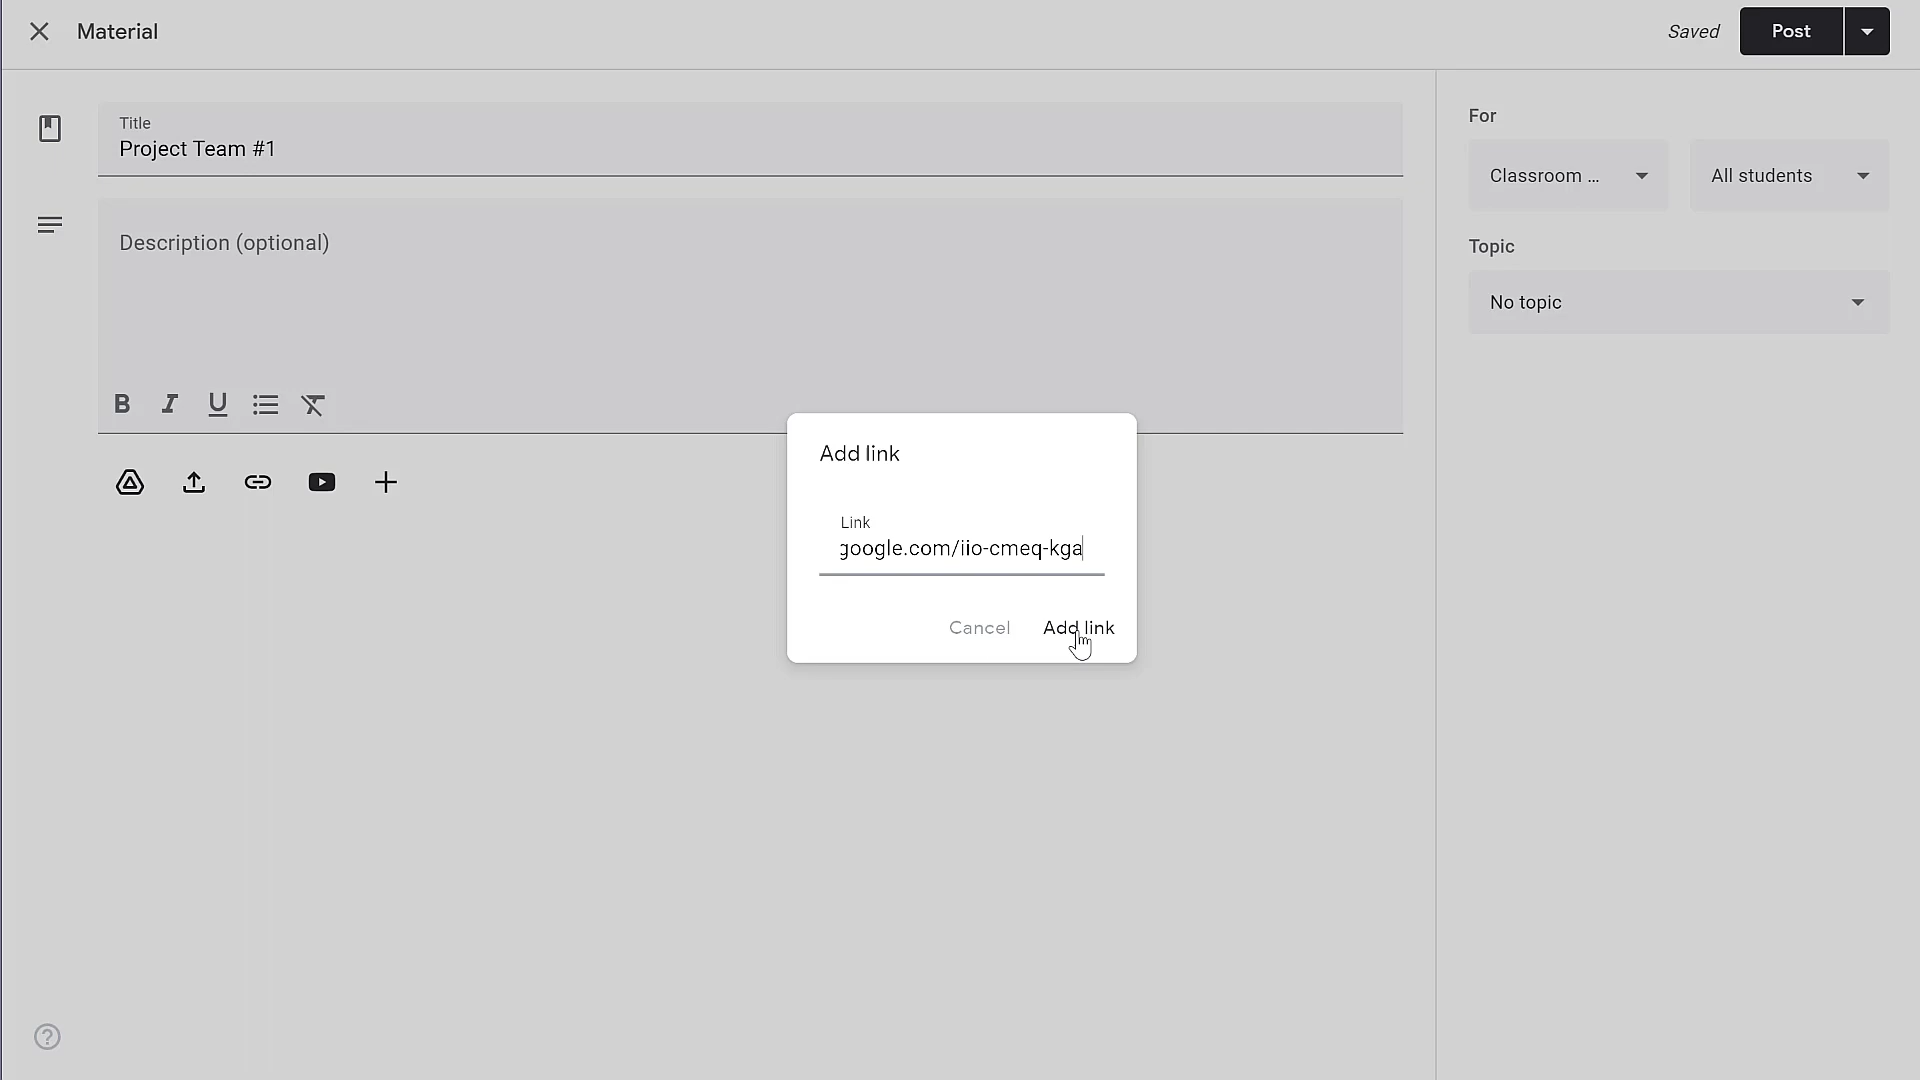 Material
Saved
Post
Title
Project Team #1
Description (optional)
B I U
For
Classroom ...
All students
Topic
No topic
Add link
Link
google.com/iio-cmeq-kga
Cancel
Add link